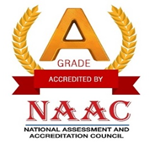 A
GRADE
ACCREDITED BY
NAAC
NATIONAL ASSESSMENT AND
ACCREDITATION COUNCIL